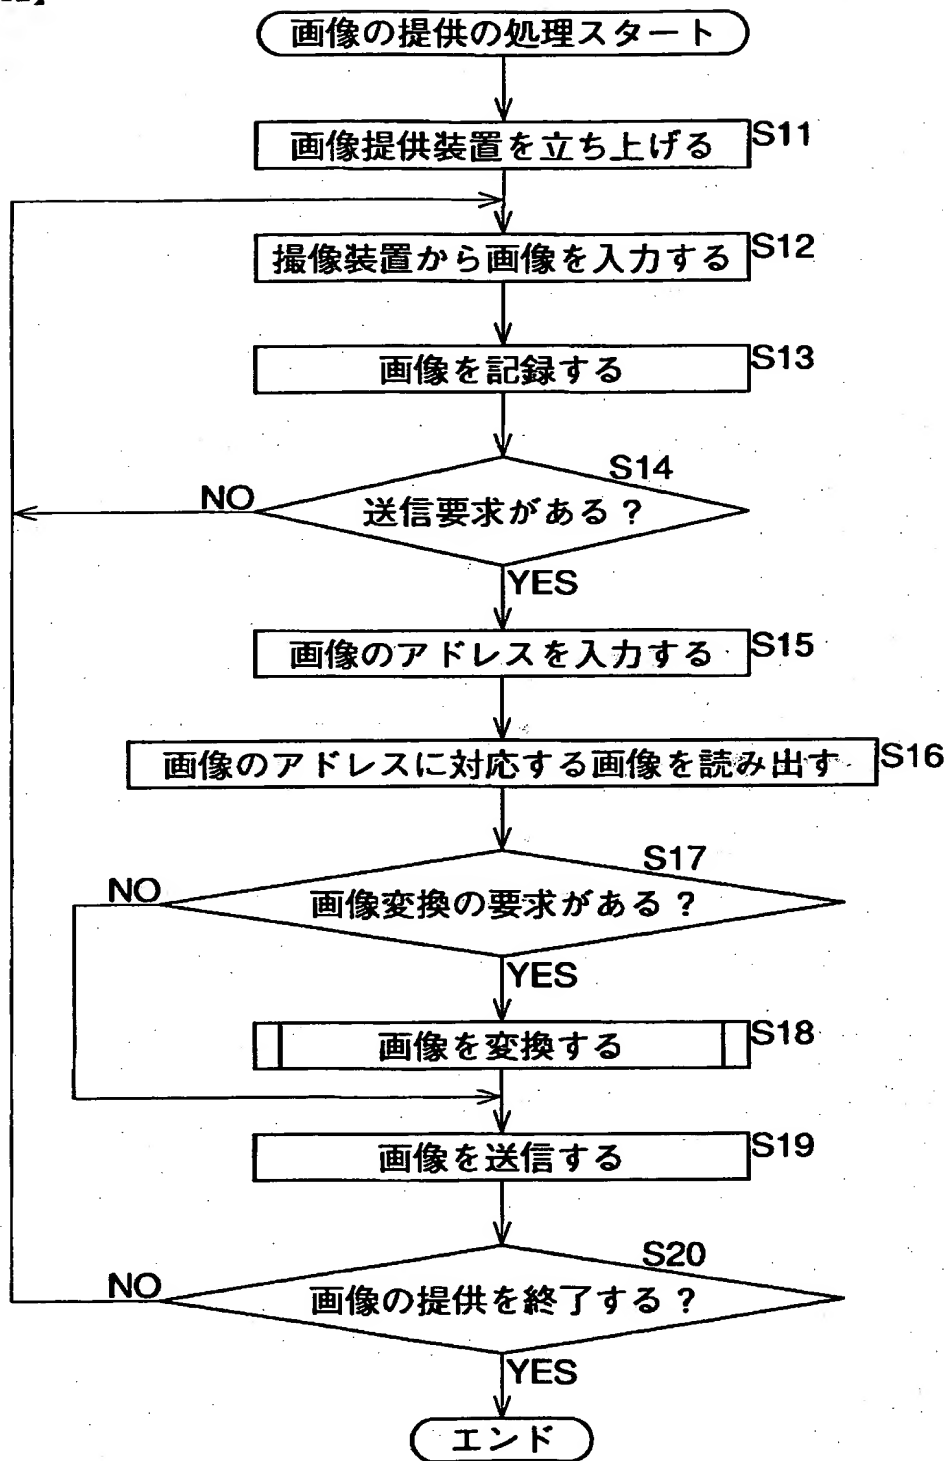 画像の提供の処理スタート
画像提供装置を立ち上げる S11
撮像装置から画像を入力する S12
画像を記録する S13
S14
NO 送信要求がある?
YES
画像のアドレスを入力する S15
画像のアドレスに対応する画像を読み出す S16
S17
NO 画像変換の要求がある?
YES
画像を変換する S18
画像を送信する S19
S20
NO 画像の提供を終了する?
YES
エンド